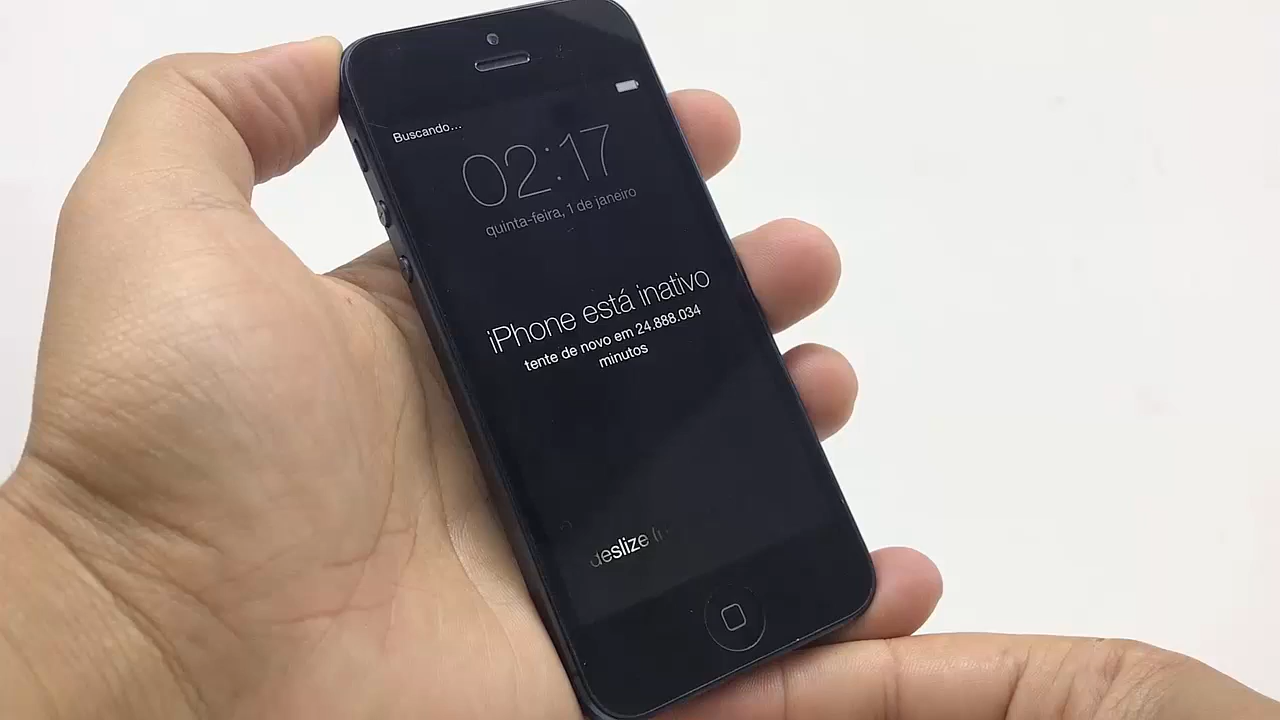 Buscando...
02:17
quinta-feira, 1 de janeiro
iPhone está inativo
tente de novo em 24.888.034
minutos
deslize